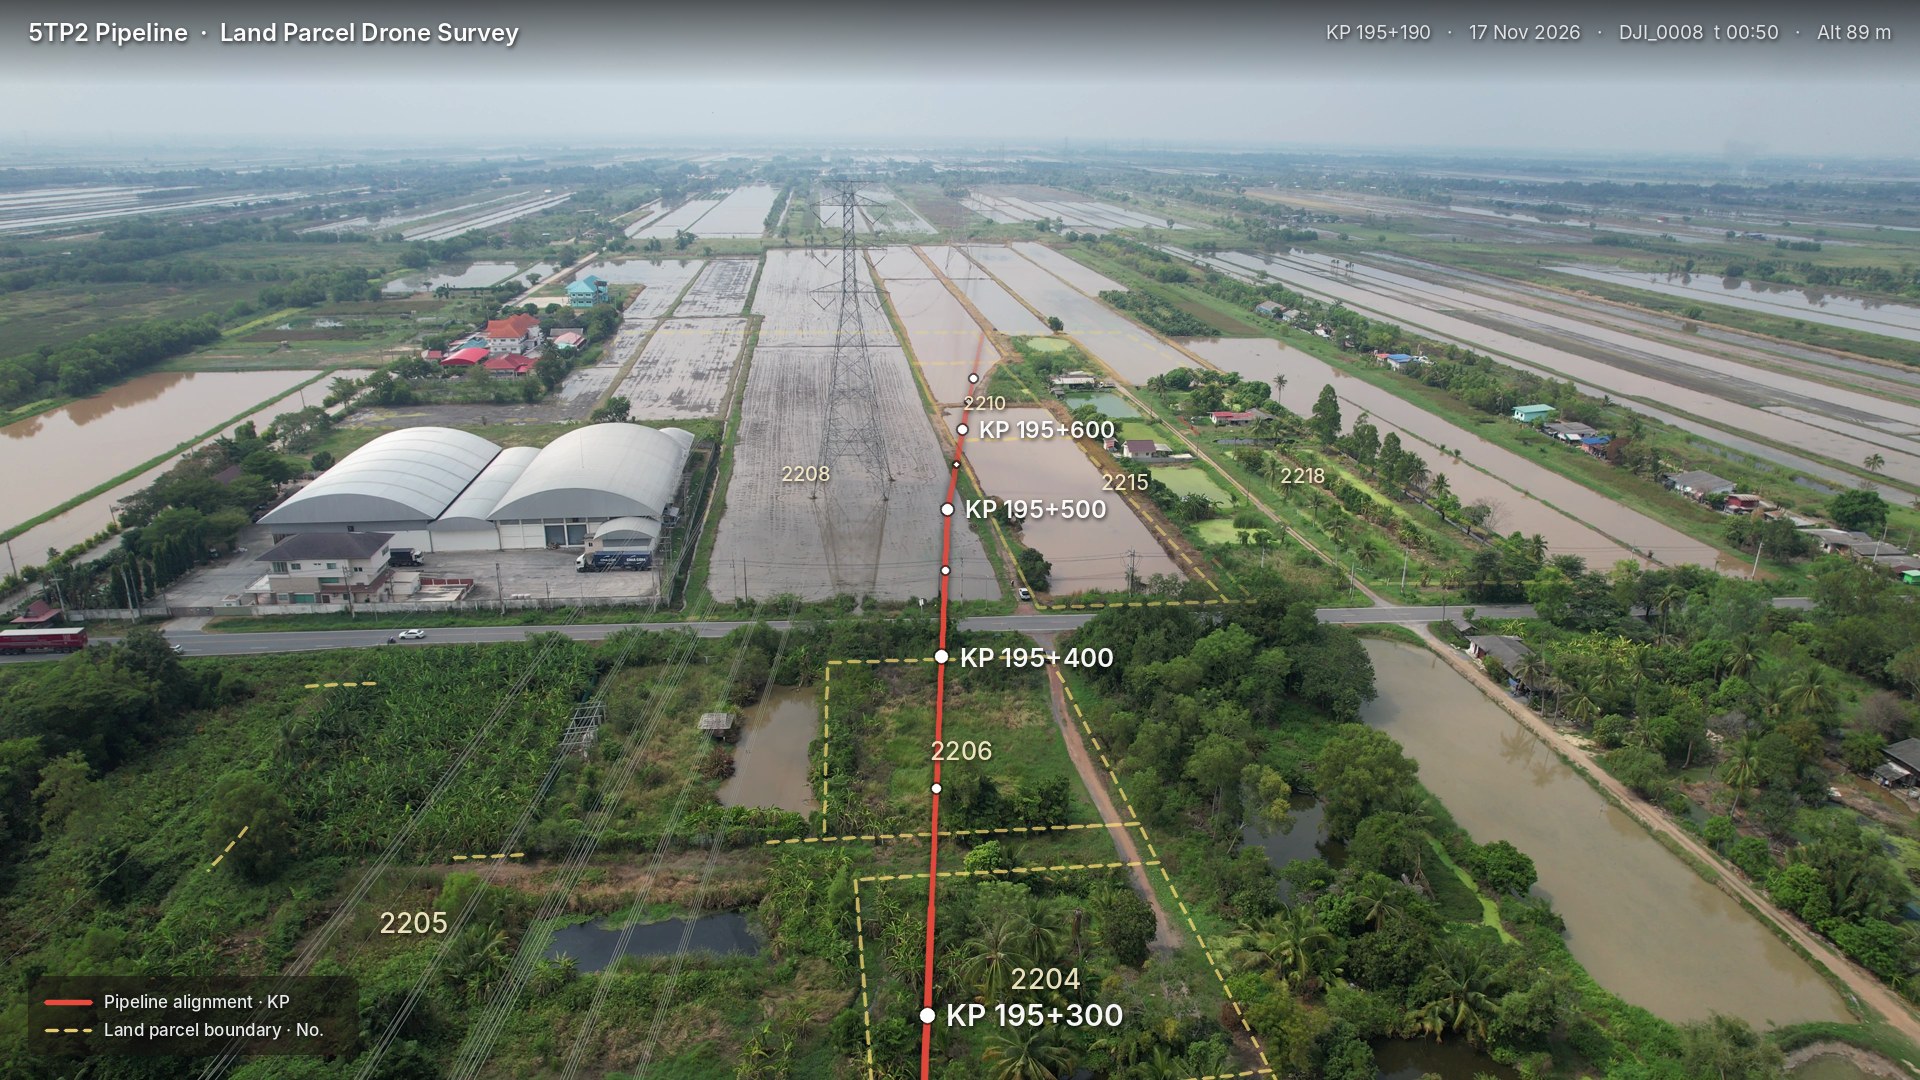 5TP2 Pipeline · Land Parcel Drone Survey
KP 195+190 · 17 Nov 2026 · DJI_0008 t 00:50 · Alt 89 m
2210
KP 195+600
2208
2215
2218
KP 195+500
KP 195+400
2206
2205
2204
KP 195+300
Pipeline alignment · KP
Land parcel boundary · No.